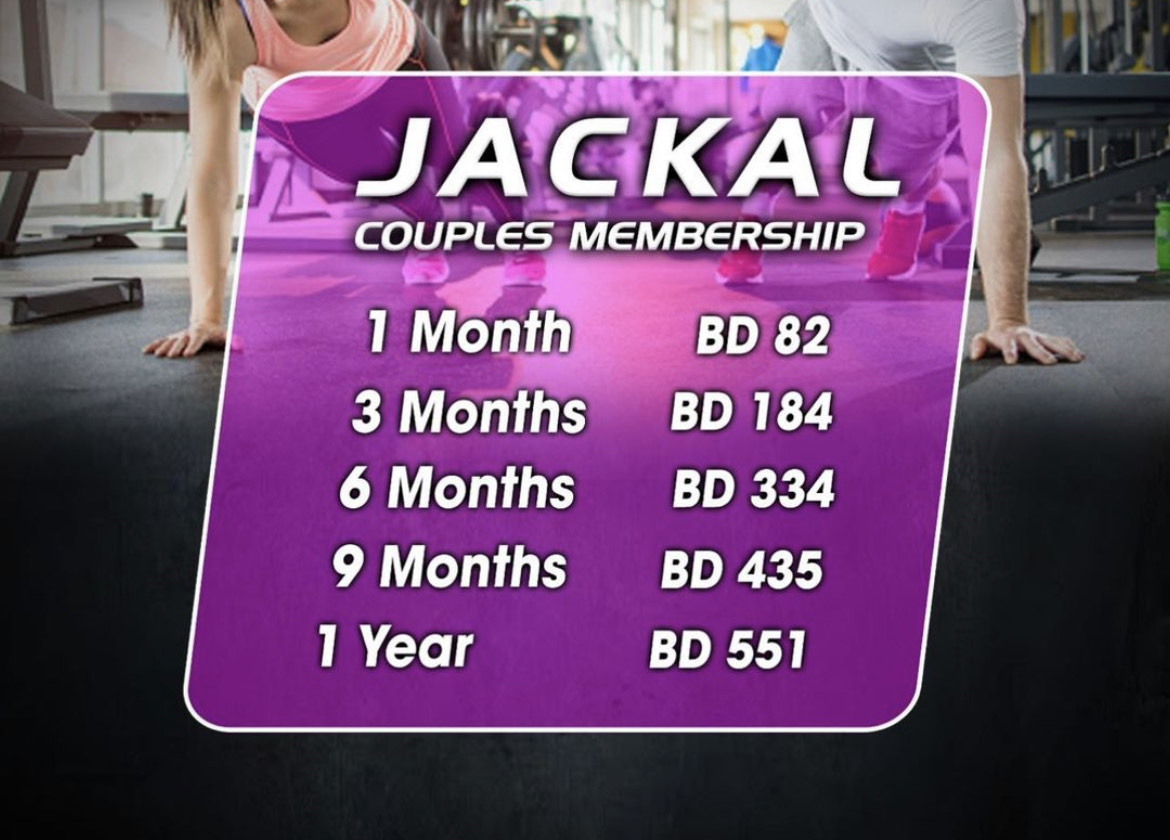 JACKAL
COUPLES MEMBERSHIP
1 Month BD 82
3 Months BD 184
6 Months BD 334
9 Months BD 435
1 Year BD 551